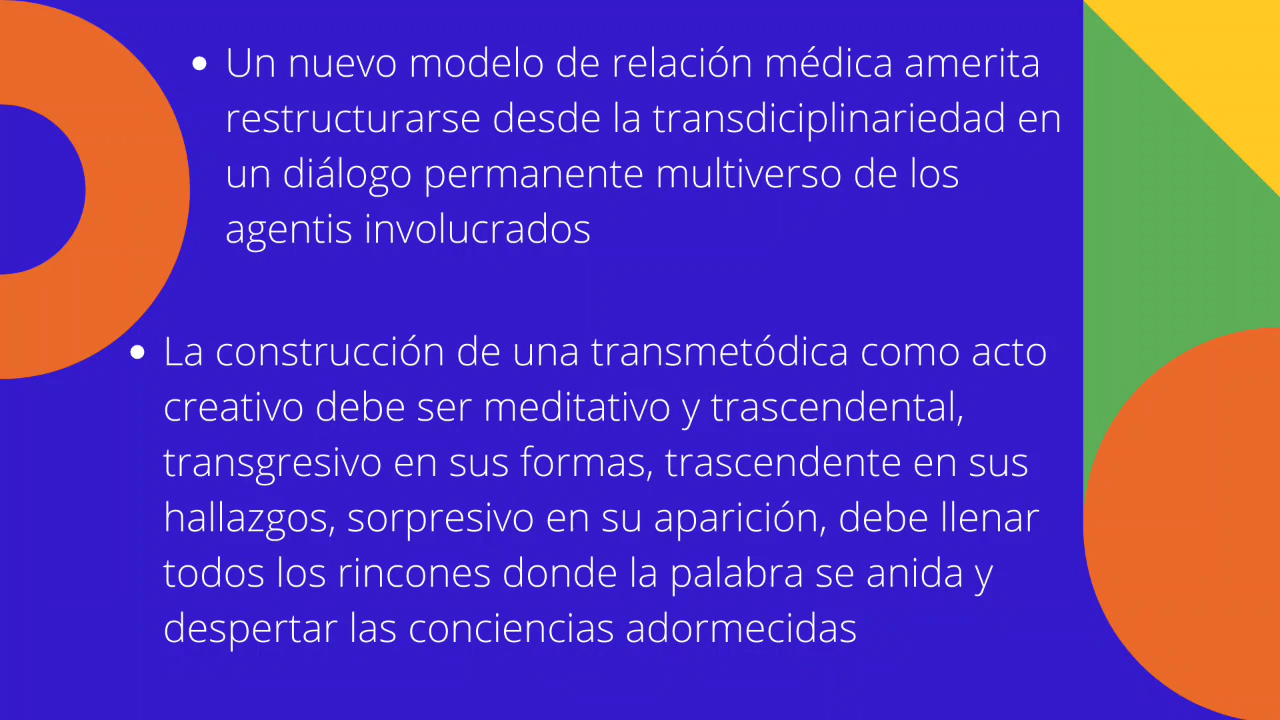 • Un nuevo modelo de relación médica amerita
restructurarse desde la transdiciplinariedad en
un diálogo permanente multiverso de los
agentis involucrados
• La construcción de una transmetódica como acto
creativo debe ser meditativo y trascendental,
transgresivo en sus formas, trascendente en sus
hallazgos, sorpresivo en su aparición, debe llenar
todos los rincones donde la palabra se anida y
despertar las conciencias adormecidas